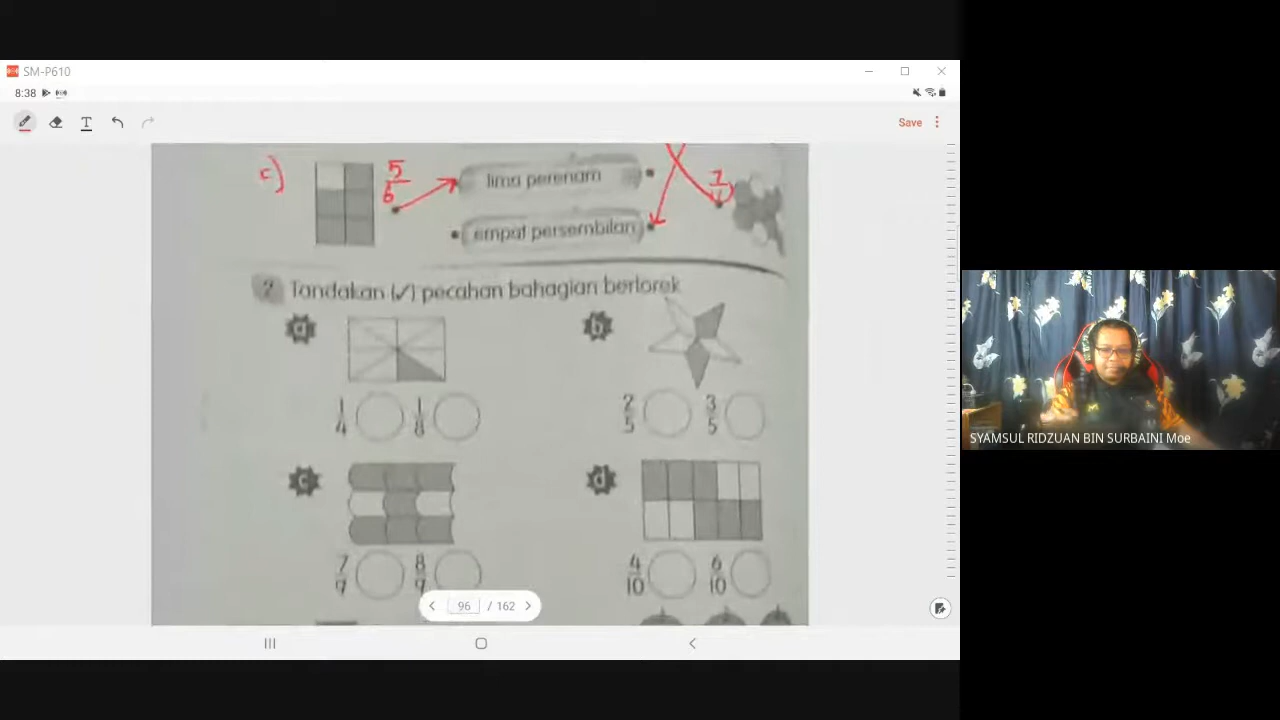 SM-P610
8:38
T
Save
c)
5/6
lima perenam
empat persembilan
2 Tandakan (✓) pecahan bahagian berlorek
a
b
1/4 1/8
2/5 3/5
c
d
7/9 8/9
4/10 6/10
96 / 162
SYAMSUL RIDZUAN BIN SURBAINI Moe